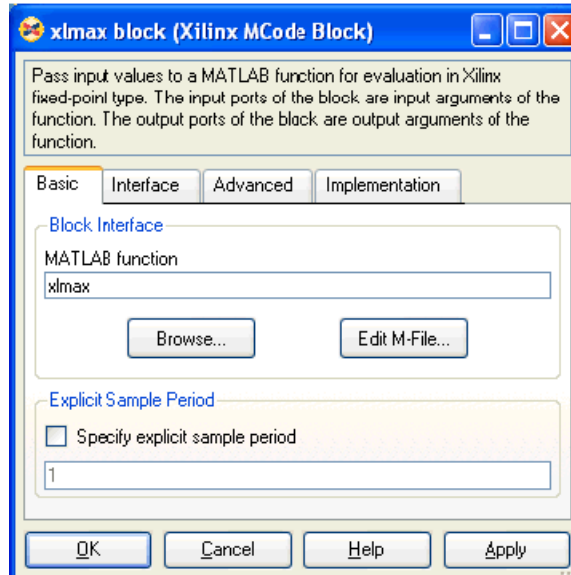 xlmax block (Xilinx MCode Block)
Pass input values to a MATLAB function for evaluation in Xilinx
fixed-point type. The input ports of the block are input arguments of the
function. The output ports of the block are output arguments of the
function.
Basic Interface Advanced Implementation
Block Interface
MATLAB function
xlmax
Browse... Edit M-File...
Explicit Sample Period
Specify explicit sample period
1
OK Cancel Help Apply